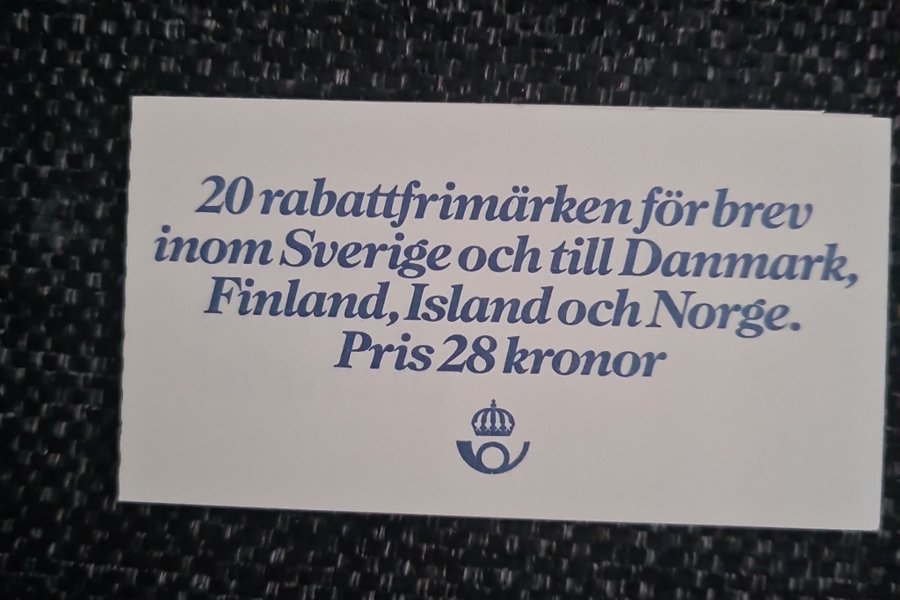 20 rabattfrimärken för brev
inom Sverige och till Danmark,
Finland, Island och Norge.
Pris 28 kronor